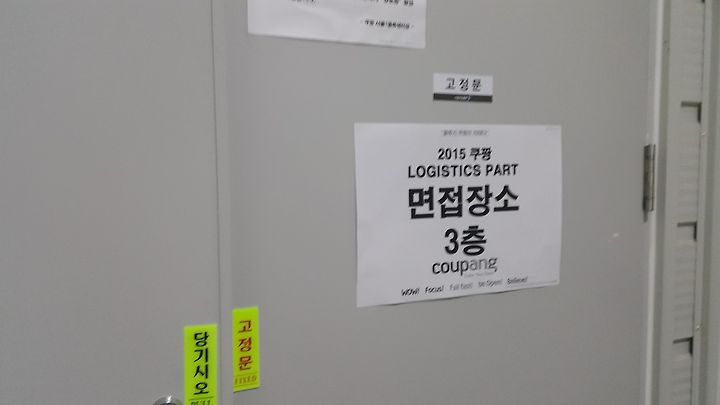 고 정 문
2015 쿠팡
LOGISTICS PART
면접장소
3층
coupang
WOW! Focus! Fail fast! be Open! Believe!
당기시오
PULL
고정문
FIXED